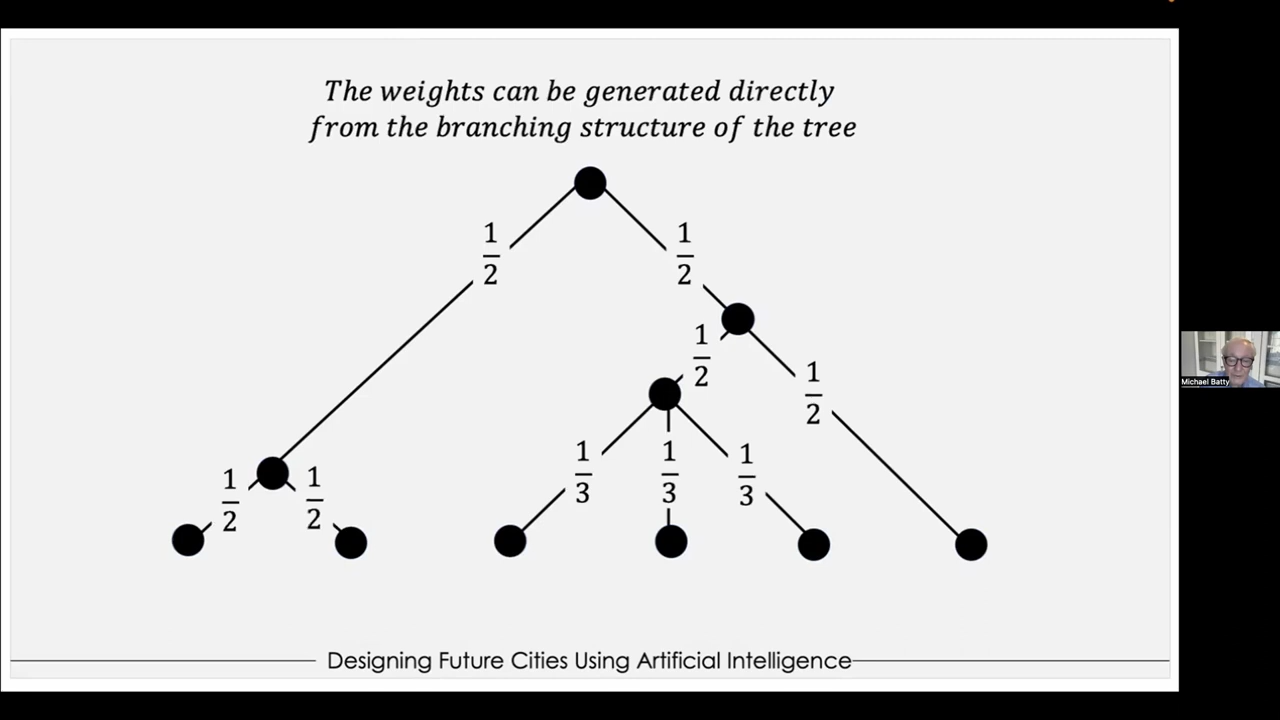 The weights can be generated directly
from the branching structure of the tree
1/2
1/2
1/2
1/2
1/2
1/2
1/3
1/3
1/3
Designing Future Cities Using Artificial Intelligence
Michael Batty